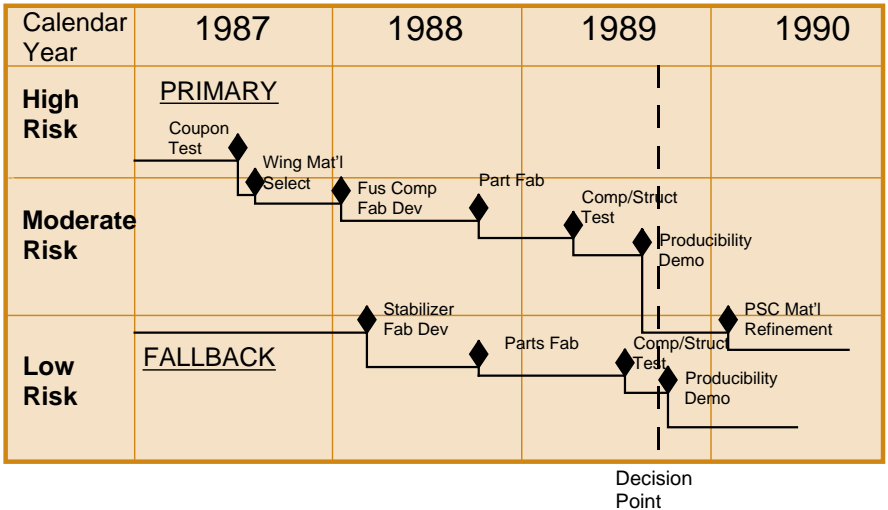 Calendar
Year
1987
1988
1989
1990
High
Risk
PRIMARY
Coupon
Test
Wing Mat'l
Select
Fus Comp
Fab Dev
Part Fab
Comp/Struct
Test
Moderate
Risk
Producibility
Demo
Stabilizer
Fab Dev
PSC Mat'l
Refinement
Low
Risk
FALLBACK
Parts Fab
Comp/Struct
Test
Producibility
Demo
Decision
Point